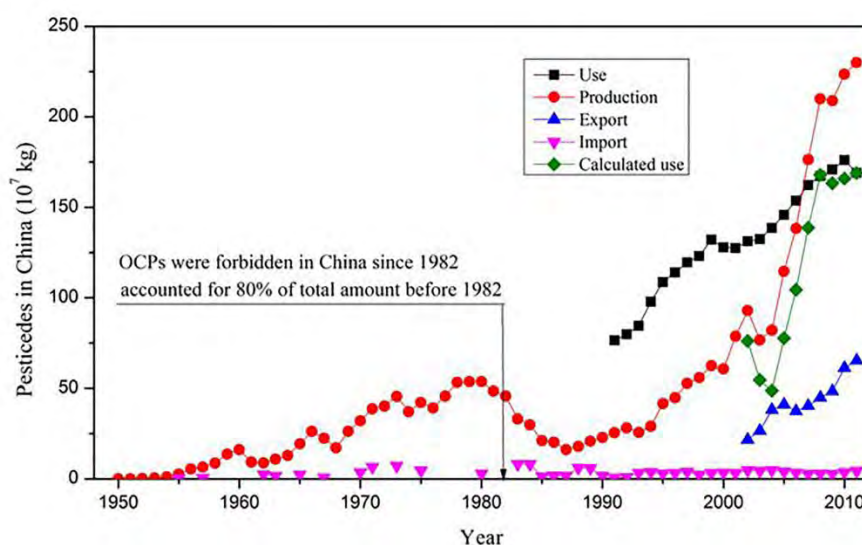 250
200
150
100
50
0
Pesticedes in China (10⁷ kg)
Use
Production
Export
Import
Calculated use
OCPs were forbidden in China since 1982
accounted for 80% of total amount before 1982
1950 1960 1970 1980 1990 2000 2010
Year